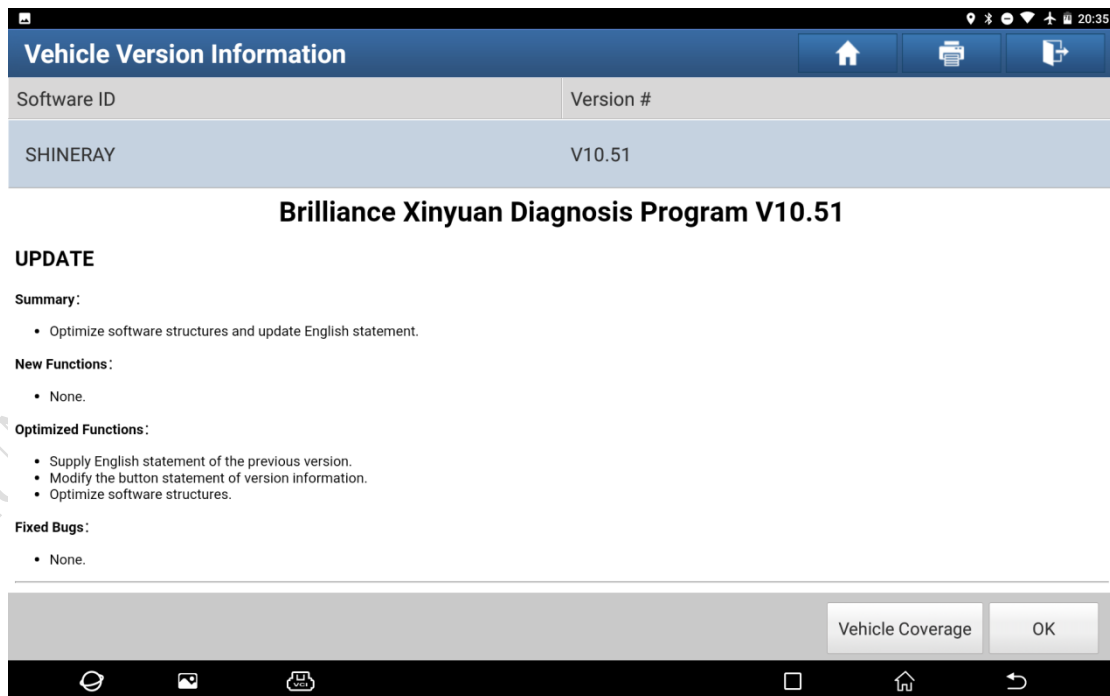 20:35
Vehicle Version Information
Software ID Version #
SHINERAY V10.51
Brilliance Xinyuan Diagnosis Program V10.51
UPDATE
Summary:
• Optimize software structures and update English statement.
New Functions:
• None.
Optimized Functions:
• Supply English statement of the previous version.
• Modify the button statement of version information.
• Optimize software structures.
Fixed Bugs:
• None.
Vehicle Coverage OK
VCI